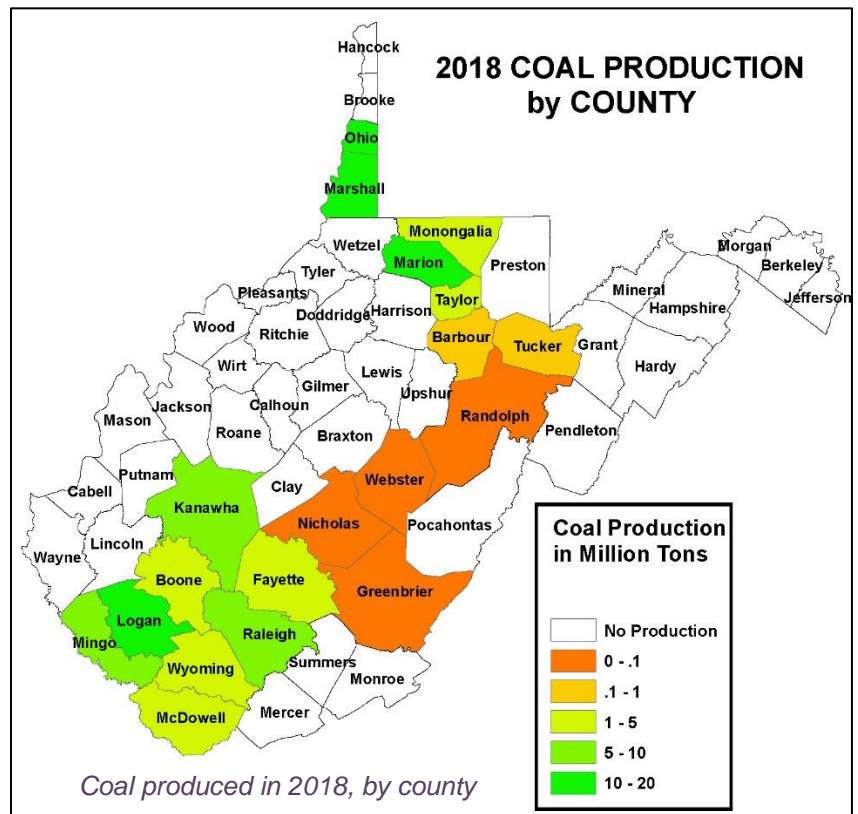 2018 COAL PRODUCTION
by COUNTY
Hancock
Brooke
Ohio
Marshall
Wetzel
Monongalia
Marion
Preston
Morgan
Berkeley
Jefferson
Tyler
Pleasants
Doddridge
Harrison
Taylor
Mineral
Hampshire
Wood
Ritchie
Barbour
Tucker
Grant
Hardy
Wirt
Lewis
Upshur
Gilmer
Calhoun
Jackson
Mason
Roane
Braxton
Randolph
Pendleton
Putnam
Cabell
Kanawha
Clay
Webster
Nicholas
Pocahontas
Wayne
Lincoln
Boone
Fayette
Greenbrier
Logan
Mingo
Raleigh
Wyoming
Summers
Monroe
McDowell
Mercer
Coal Production
in Million Tons
No Production
0 - .1
.1 - 1
1 - 5
5 - 10
10 - 20
Coal produced in 2018, by county